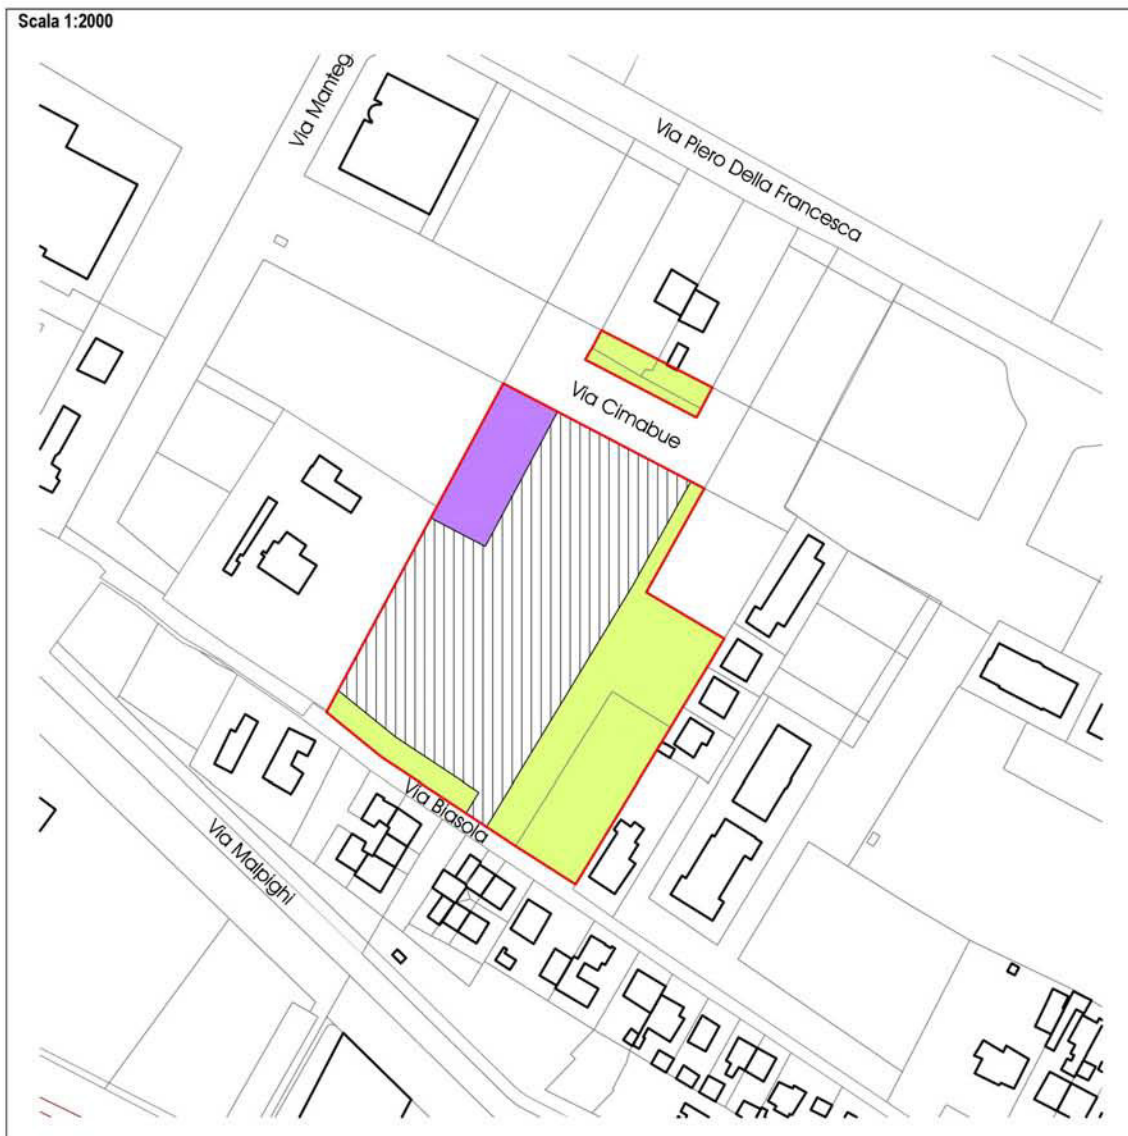 Scala 1:2000
Via Manteg
Via Piero Della Francesca
Via Cimabue
Via Biasola
Via Malpighi